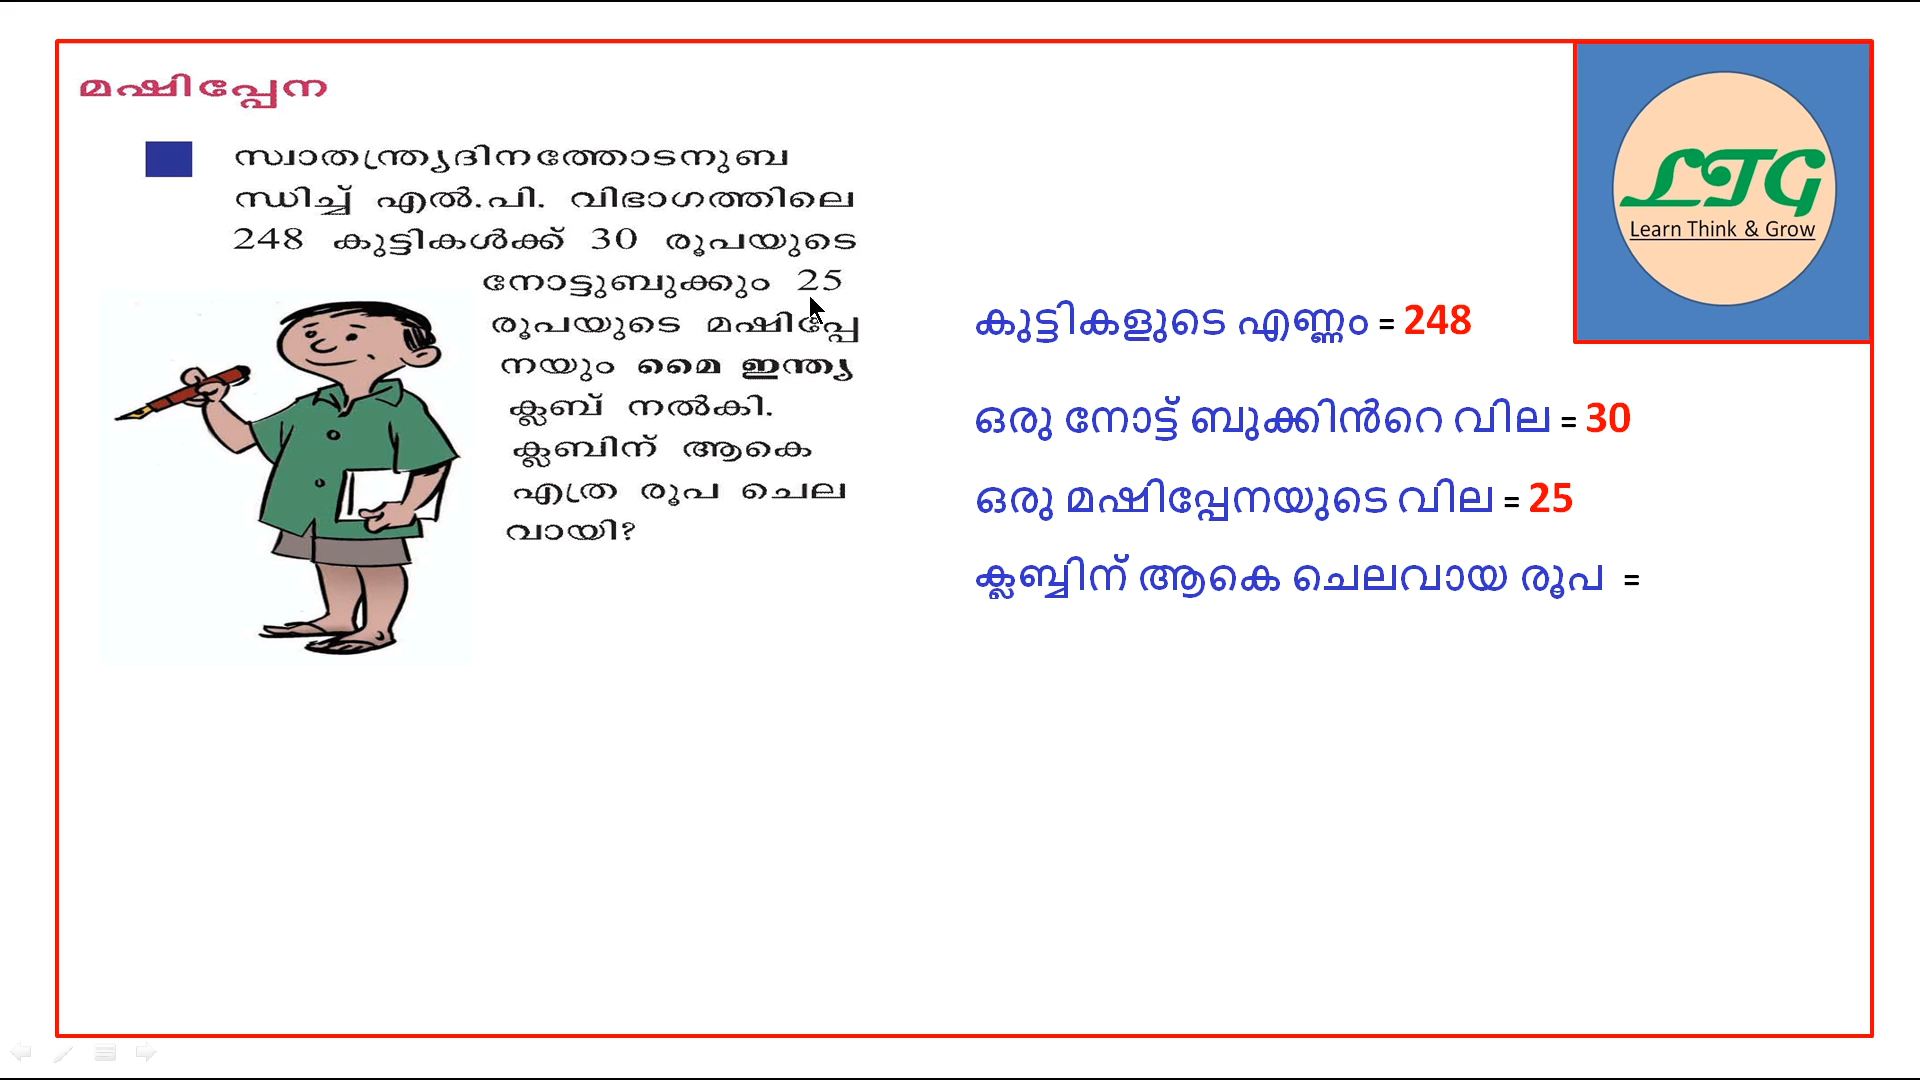 മഷിപ്പേന
സ്വാതന്ത്ര്യദിനത്തോടനുബ
ന്ധിച്ച് എൽ.പി. വിഭാഗത്തിലെ
248 കുട്ടികൾക്ക് 30 രൂപയുടെ
നോട്ടുബുക്കും 25
രൂപയുടെ മഷിപ്പേ
നയും മൈ ഇന്ത്യ
ക്ലബ് നൽകി.
ക്ലബിന് ആകെ
എത്ര രൂപ ചെല
വായി?
LTG
Learn Think & Grow
കുട്ടികളുടെ എണ്ണം = 248
ഒരു നോട്ട് ബുക്കിൻറെ വില = 30
ഒരു മഷിപ്പേനയുടെ വില = 25
ക്ലബ്ബിന് ആകെ ചെലവായ രൂപ =